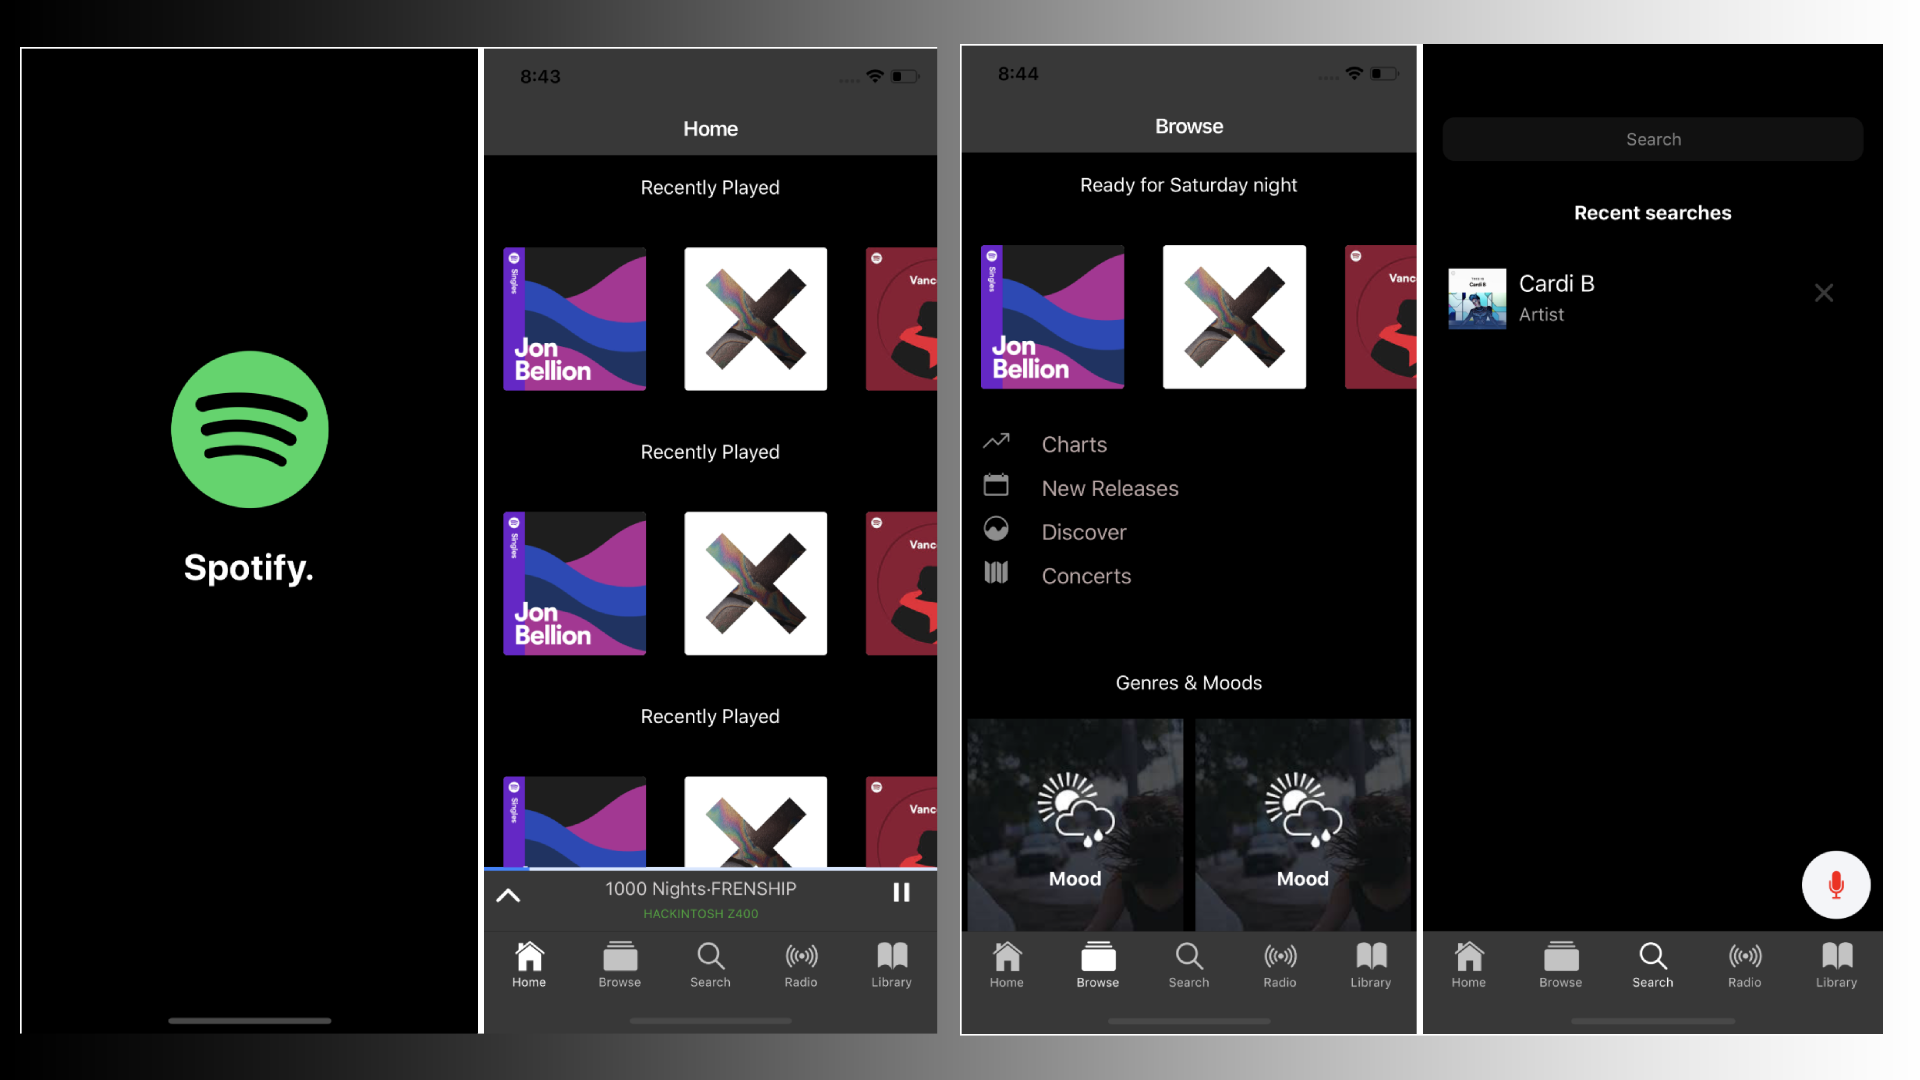 Spotify.
8:43
Home
Recently Played
Singles
Jon
Bellion
Vanc
Recently Played
Singles
Jon
Bellion
Vanc
Recently Played
Singles
Vanc
1000 Nights·FRENSHIP
HACKINTOSH Z400
Home Browse Search Radio Library
8:44
Browse
Ready for Saturday night
Singles
Jon
Bellion
Vanc
Charts
New Releases
Discover
Concerts
Genres & Moods
Mood Mood
Home Browse Search Radio Library
Search
Recent searches
Cardi B
Cardi B
Artist
Home Browse Search Radio Library